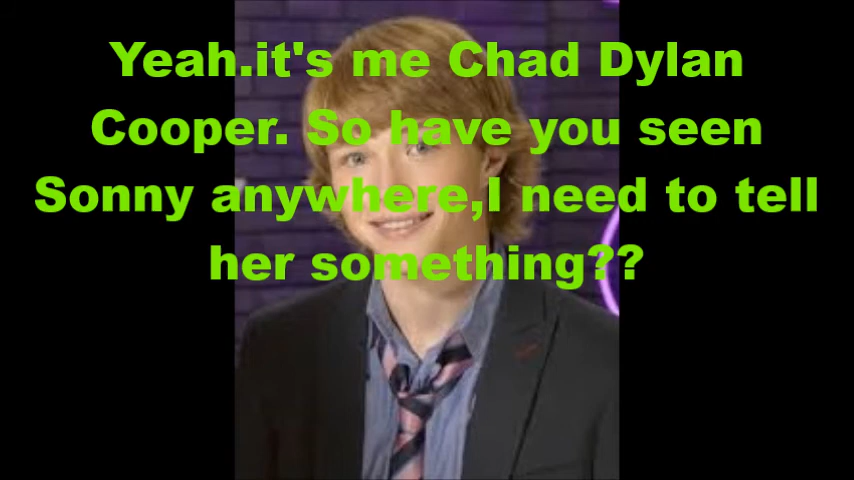 Yeah.it's me Chad Dylan
Cooper. So have you seen
Sonny anywhere,I need to tell
her something??